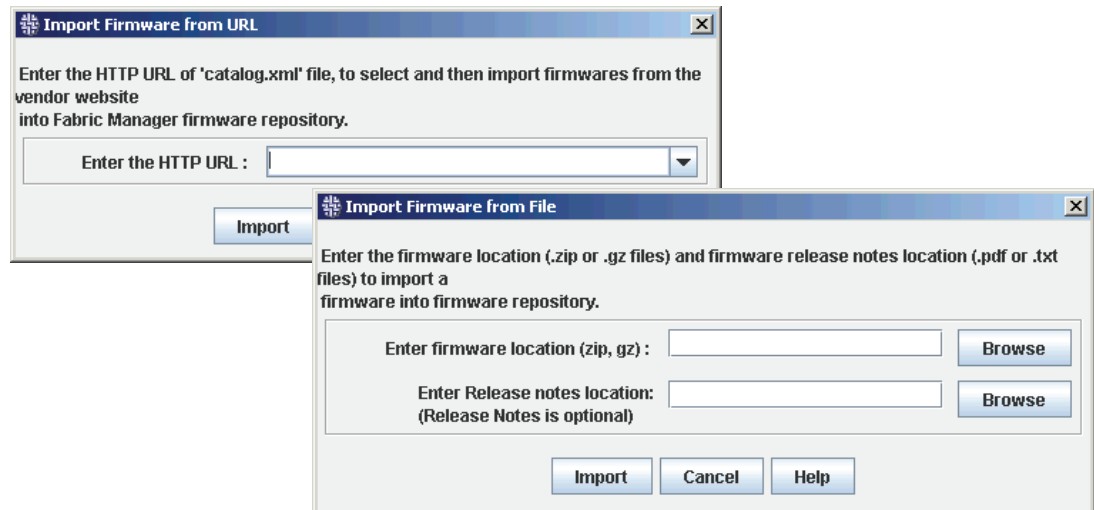 Import Firmware from URL
Enter the HTTP URL of 'catalog.xml' file, to select and then import firmwares from the
vendor website
into Fabric Manager firmware repository.
Enter the HTTP URL :
Import
Import Firmware from File
Enter the firmware location (.zip or .gz files) and firmware release notes location (.pdf or .txt
files) to import a
firmware into firmware repository.
Enter firmware location (zip, gz) :
Browse
Enter Release notes location:
(Release Notes is optional)
Browse
Import
Cancel
Help